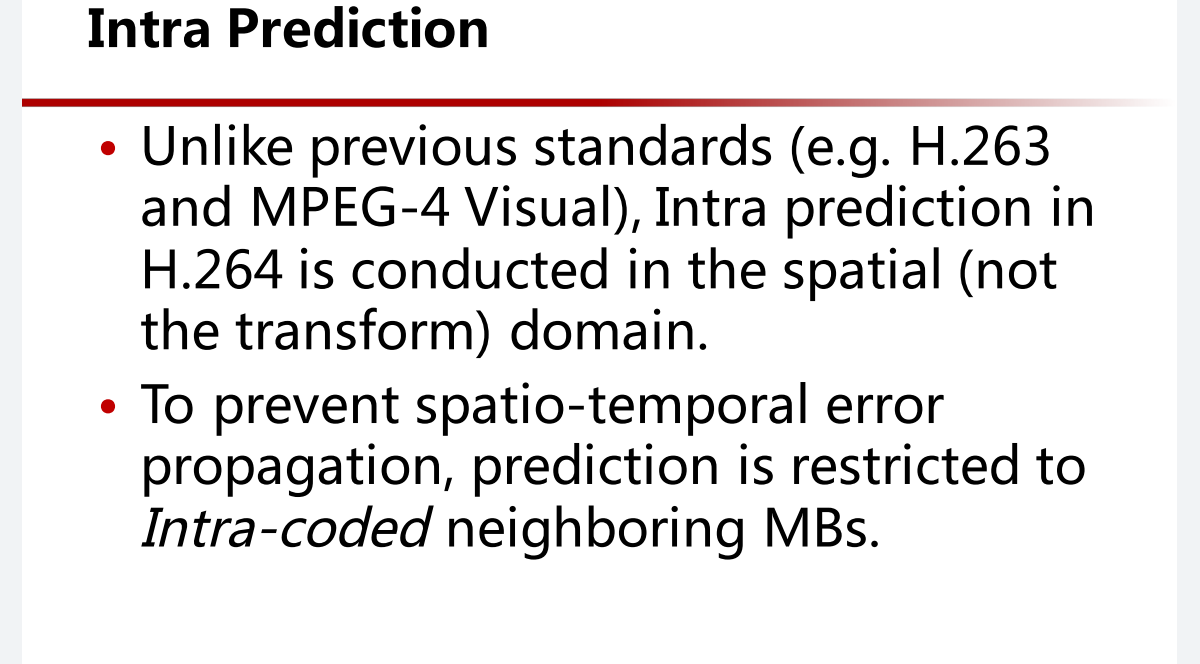 Intra Prediction
• Unlike previous standards (e.g. H.263
and MPEG-4 Visual), Intra prediction in
H.264 is conducted in the spatial (not
the transform) domain.
• To prevent spatio-temporal error
propagation, prediction is restricted to
Intra-coded neighboring MBs.